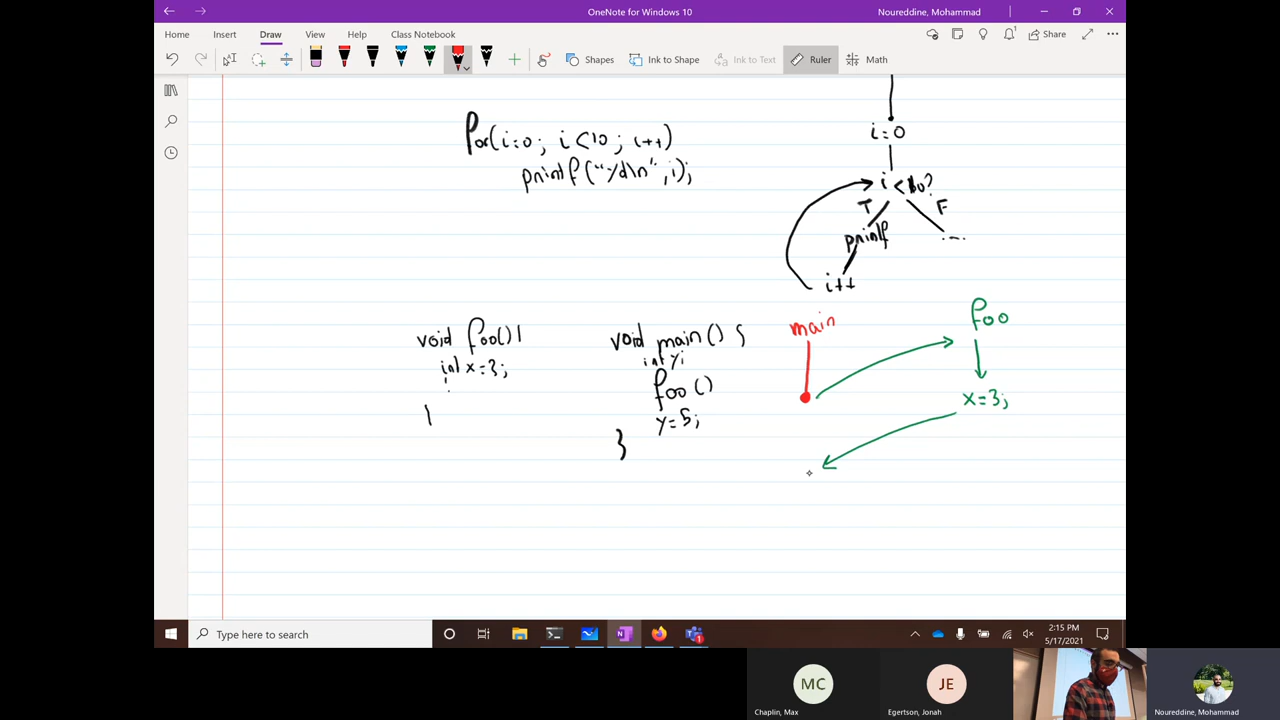 OneNote for Windows 10
Noureddine, Mohammad
Home Insert Draw View Help Class Notebook
Share
Shapes Ink to Shape Ink to Text Ruler Math
for(i=0; i<10; i++)
printf("%d\n", i);
i=0
i<10?
T F
printf
...
i++
void foo(){
int x=3;
}
void main() {
int y;
foo()
y=5;
}
main
foo
x=3;
Type here to search
2:15 PM
5/17/2021
MC
JE
Chaplin, Max
Egertson, Jonah
Noureddine, Mohammad